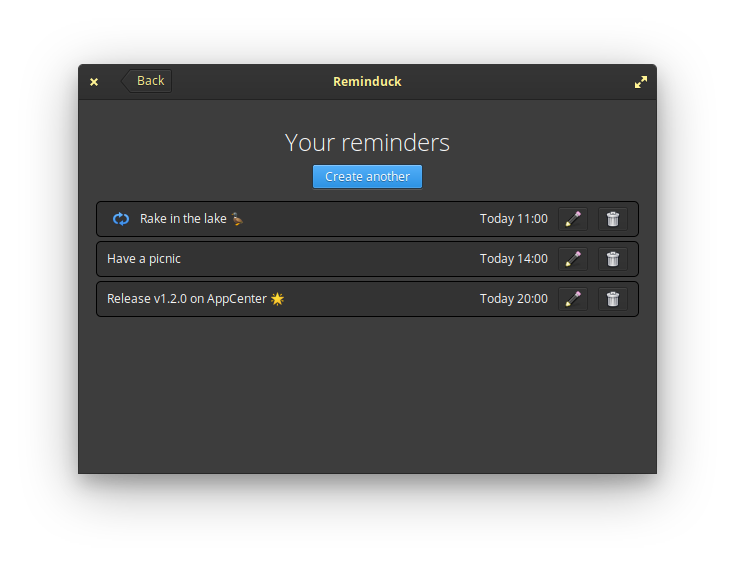 Back
Reminduck
Your reminders
Create another
Rake in the lake 🦆 Today 11:00
Have a picnic Today 14:00
Release v1.2.0 on AppCenter 🌟 Today 20:00